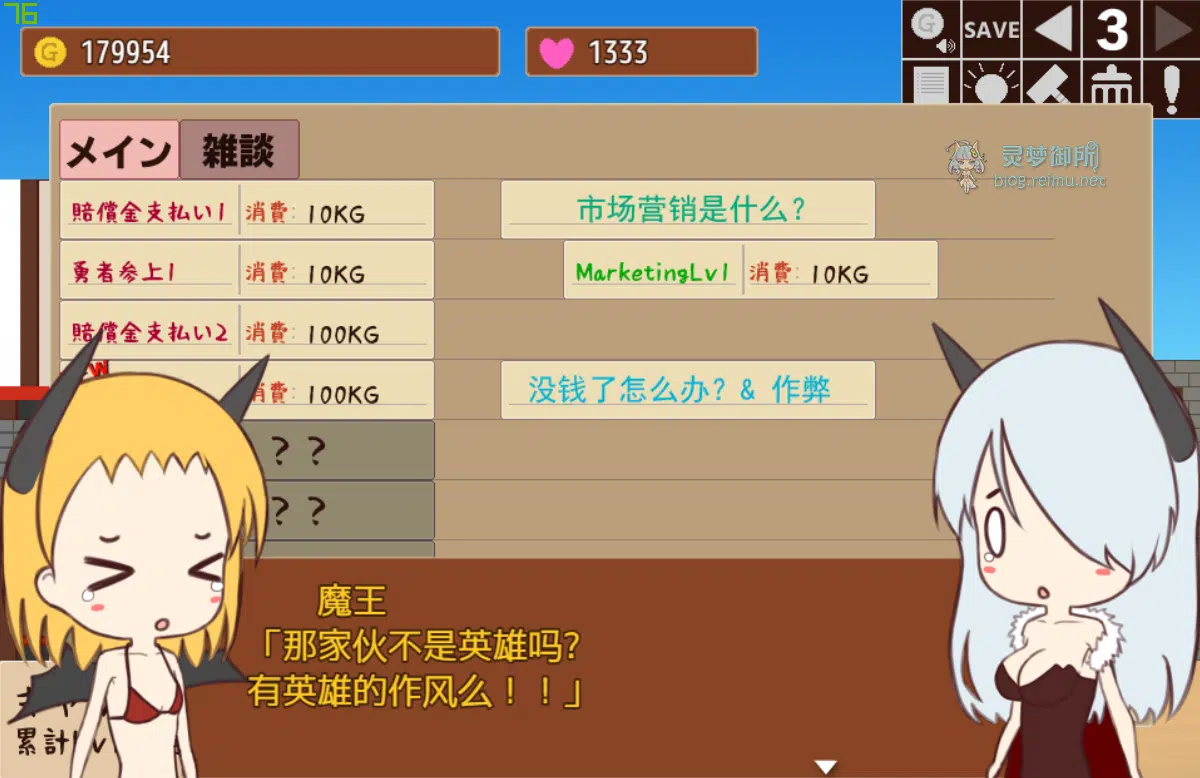 76
G 179954
1333
G
SAVE
3
メイン
雑談
灵梦御所
blog.reimu.net
賠償金支払い1 消費: 10KG
市场营销是什么?
勇者参上1 消費: 10KG
MarketingLv1 消費: 10KG
賠償金支払い2 消費: 100KG
消費: 100KG
没钱了怎么办? & 作弊
? ?
? ?
魔王
「那家伙不是英雄吗?
有英雄的作风么！！」
累計Lv